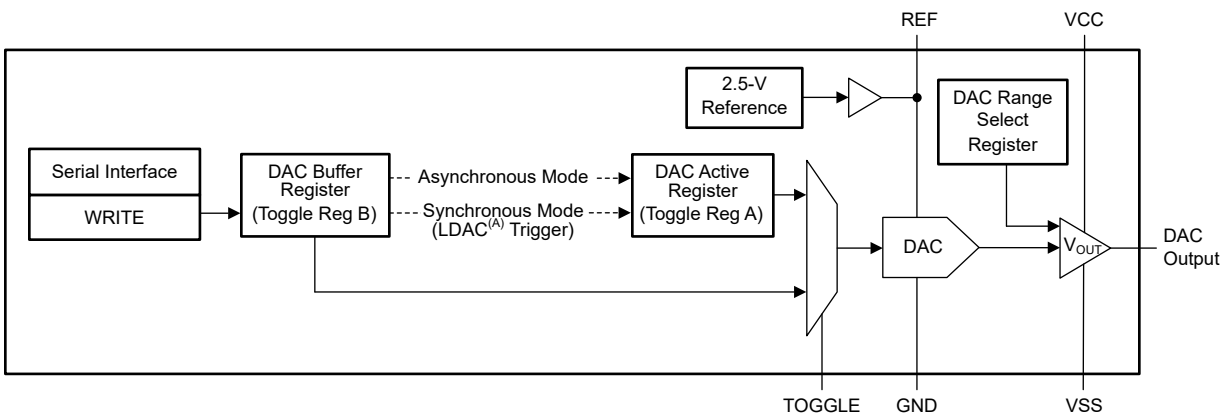 REF
VCC
2.5-V
Reference
DAC Range
Select
Register
Serial Interface
WRITE
DAC Buffer
Register
(Toggle Reg B)
Asynchronous Mode
Synchronous Mode
(LDAC(A) Trigger)
DAC Active
Register
(Toggle Reg A)
DAC
VOUT
DAC
Output
TOGGLE
GND
VSS